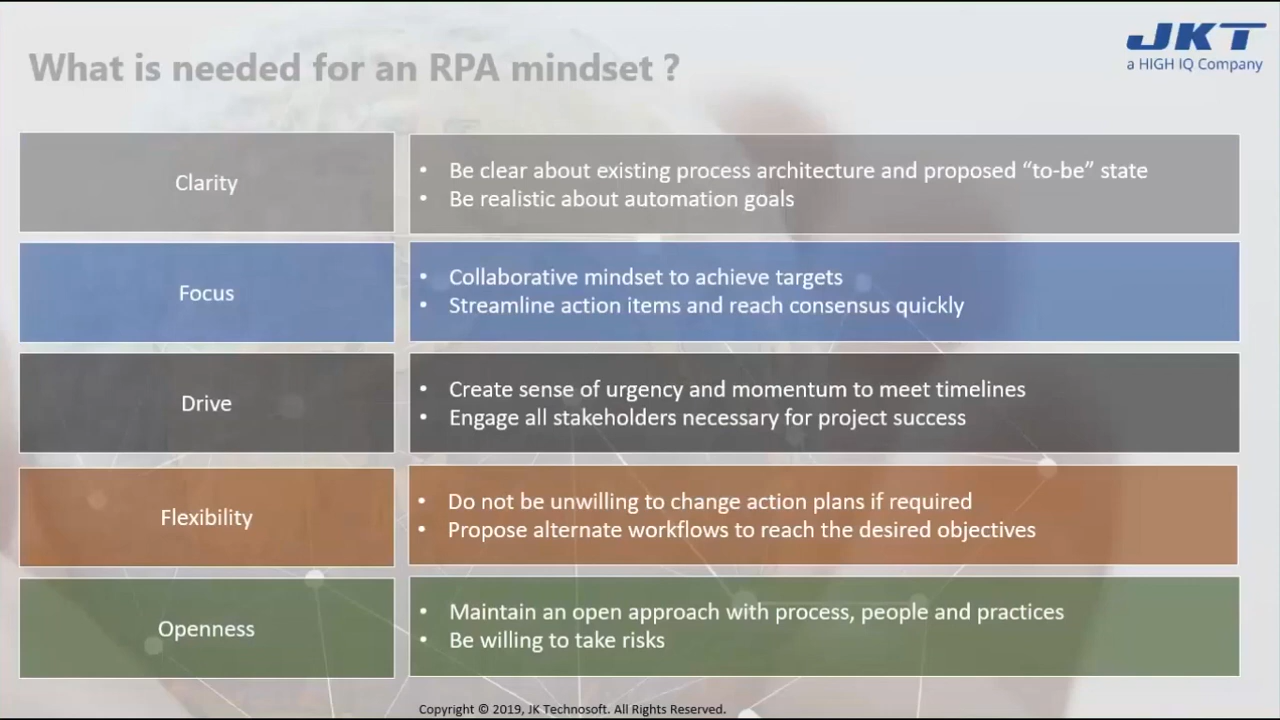 What is needed for an RPA mindset ?
JKT
a HIGH IQ Company
Clarity
• Be clear about existing process architecture and proposed “to-be” state
• Be realistic about automation goals
Focus
• Collaborative mindset to achieve targets
• Streamline action items and reach consensus quickly
Drive
• Create sense of urgency and momentum to meet timelines
• Engage all stakeholders necessary for project success
Flexibility
• Do not be unwilling to change action plans if required
• Propose alternate workflows to reach the desired objectives
Openness
• Maintain an open approach with process, people and practices
• Be willing to take risks
Copyright © 2019, JK Technosoft. All Rights Reserved.